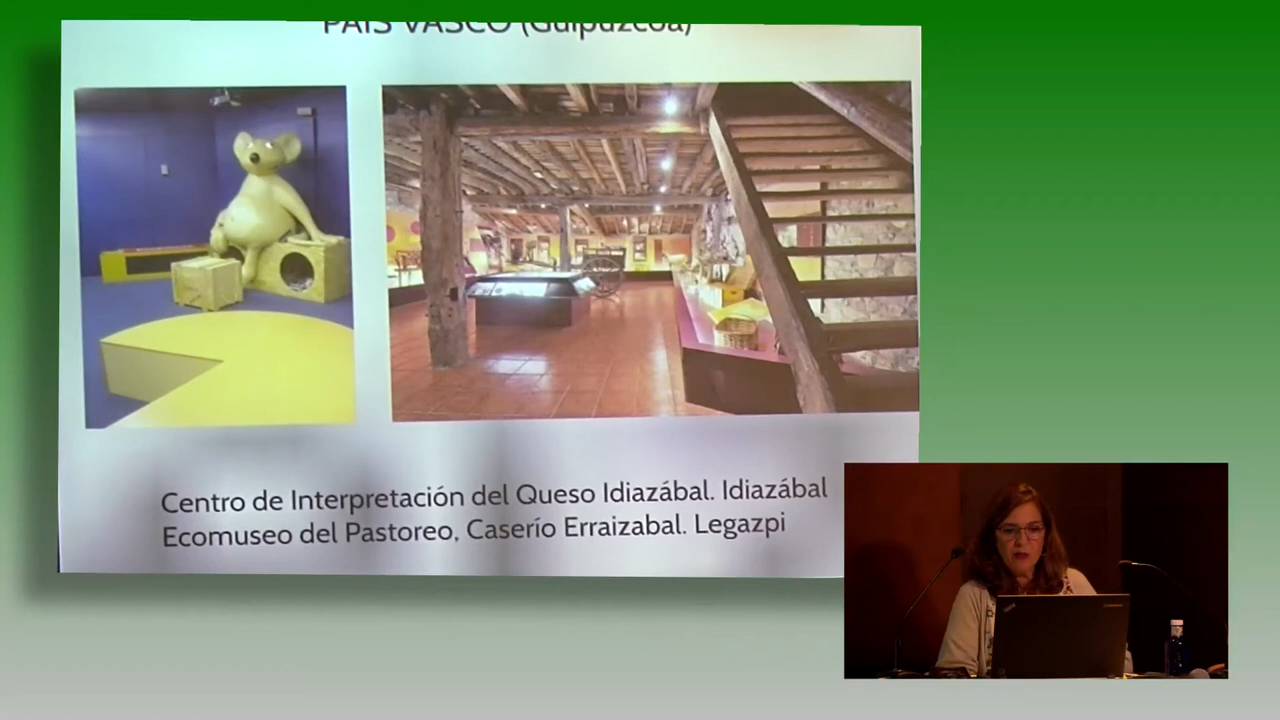 PAÍS VASCO (Guipúzcoa)
Centro de Interpretación del Queso Idiazábal. Idiazábal
Ecomuseo del Pastoreo, Caserío Erraizabal. Legazpi